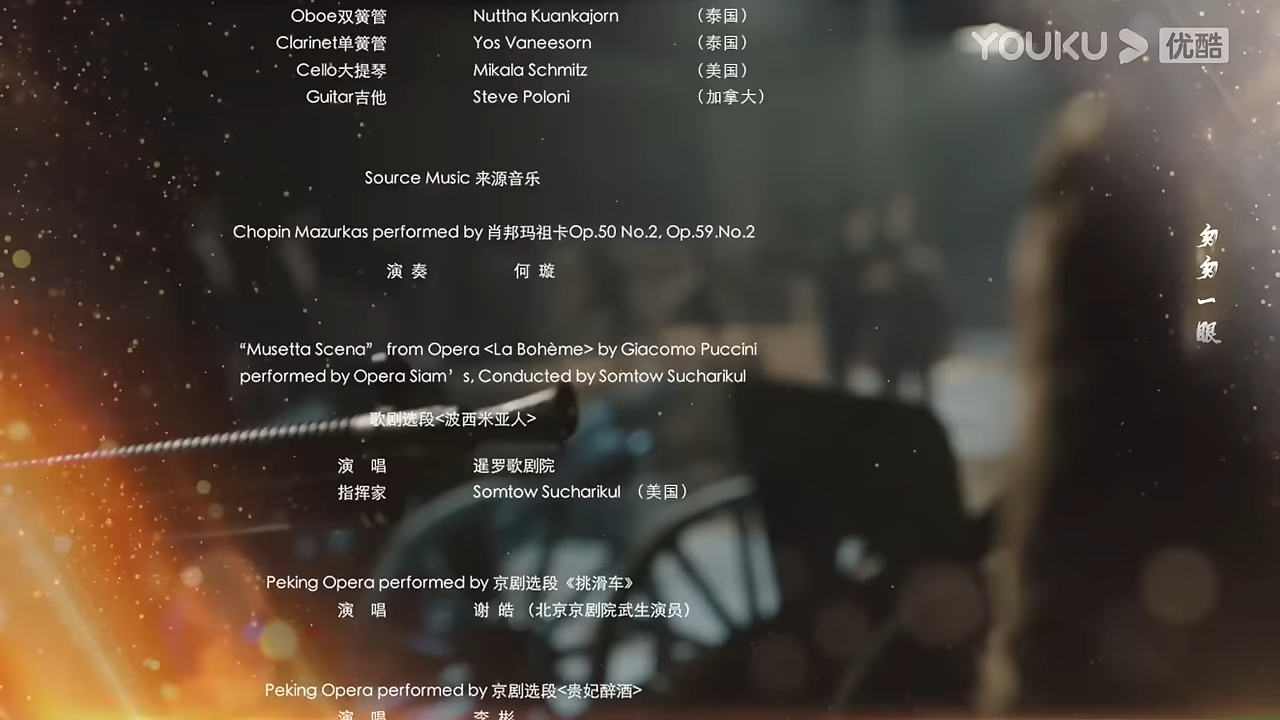 Oboe双簧管 Nuttha Kuankajorn （泰国）
Clarinet单簧管 Yos Vaneesorn （泰国）
Cello大提琴 Mikala Schmitz （美国）
Guitar吉他 Steve Poloni （加拿大）
YOUKU 优酷
Source Music 来源音乐
Chopin Mazurkas performed by 肖邦玛祖卡Op.50 No.2, Op.59.No.2
演 奏 何 璇
匆匆一眼
“Musetta Scena” from Opera <La Bohème> by Giacomo Puccini
performed by Opera Siam’s, Conducted by Somtow Sucharikul
歌剧选段<波西米亚人>
演 唱 暹罗歌剧院
指挥家 Somtow Sucharikul （美国）
Peking Opera performed by 京剧选段《挑滑车》
演 唱 谢 皓 （北京京剧院武生演员）
Peking Opera performed by 京剧选段<贵妃醉酒>
演 唱 李 彬